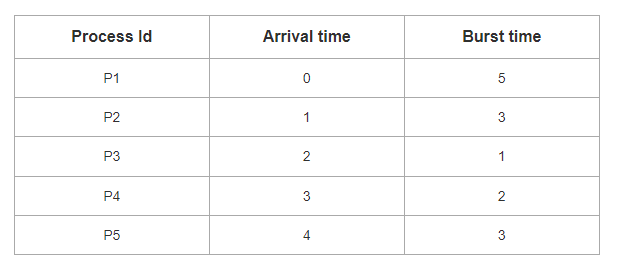 Process Id Arrival time Burst time
P1 0 5
P2 1 3
P3 2 1
P4 3 2
P5 4 3